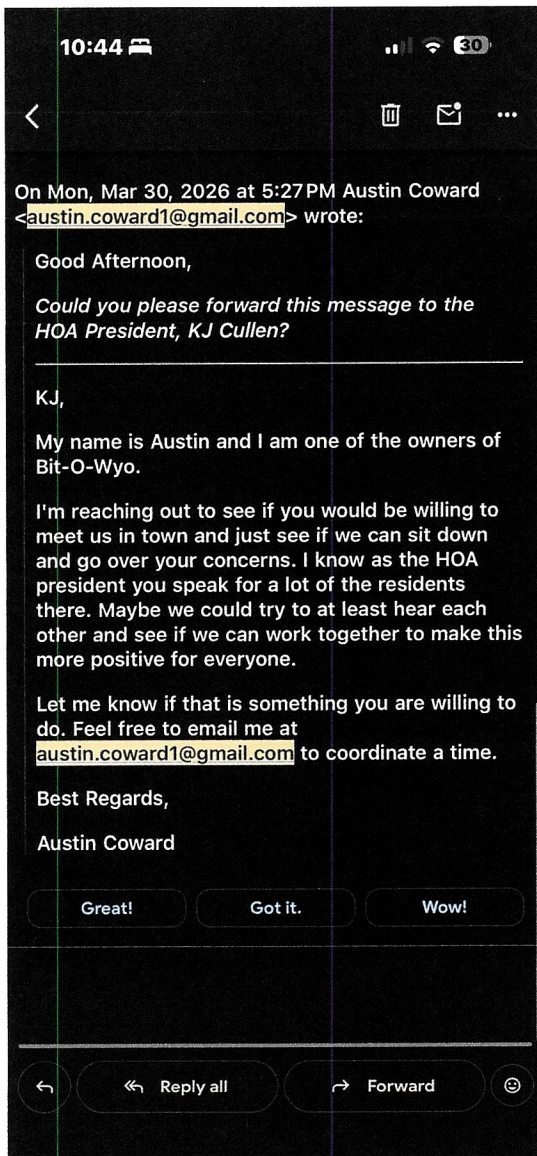 10:44
30
On Mon, Mar 30, 2026 at 5:27 PM Austin Coward
<austin.coward1@gmail.com> wrote:
Good Afternoon,
Could you please forward this message to the
HOA President, KJ Cullen?
KJ,
My name is Austin and I am one of the owners of
Bit-O-Wyo.
I'm reaching out to see if you would be willing to
meet us in town and just see if we can sit down
and go over your concerns. I know as the HOA
president you speak for a lot of the residents
there. Maybe we could try to at least hear each
other and see if we can work together to make this
more positive for everyone.
Let me know if that is something you are willing to
do. Feel free to email me at
austin.coward1@gmail.com to coordinate a time.
Best Regards,
Austin Coward
Great! Got it. Wow!
Reply all Forward